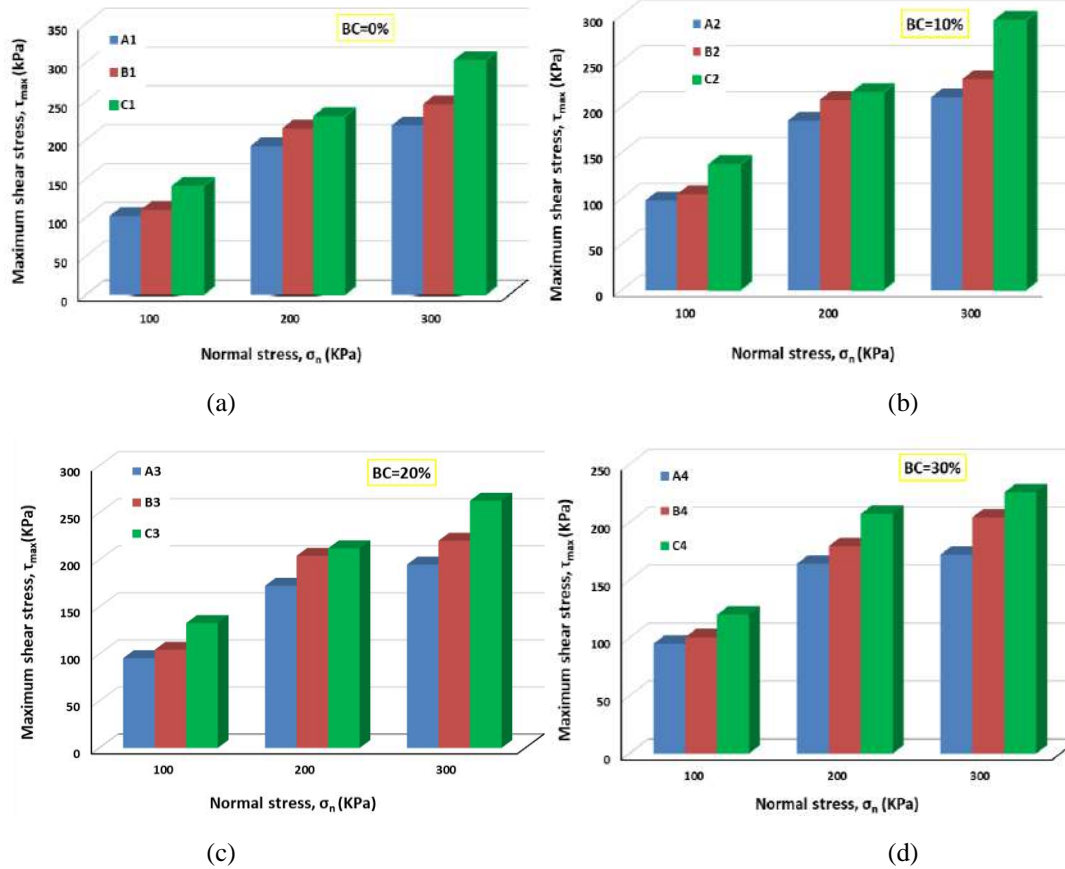 BC=0%
A1
B1
C1
Maximum shear stress, τmax (kPa)
350
300
250
200
150
100
50
0
100 200 300
Normal stress, σn (KPa)
(a)
BC=10%
A2
B2
C2
Maximum shear stress, τmax (KPa)
300
250
200
150
100
50
0
100 200 300
Normal stress, σn (KPa)
(b)
BC=20%
A3
B3
C3
Maximum shear stress, τmax(KPa)
300
250
200
150
100
50
0
100 200 300
Normal stress, σn (KPa)
(c)
BC=30%
A4
B4
C4
Maximum shear stress, τmax (KPa)
250
200
150
100
50
0
100 200 300
Normal stress, σn (KPa)
(d)